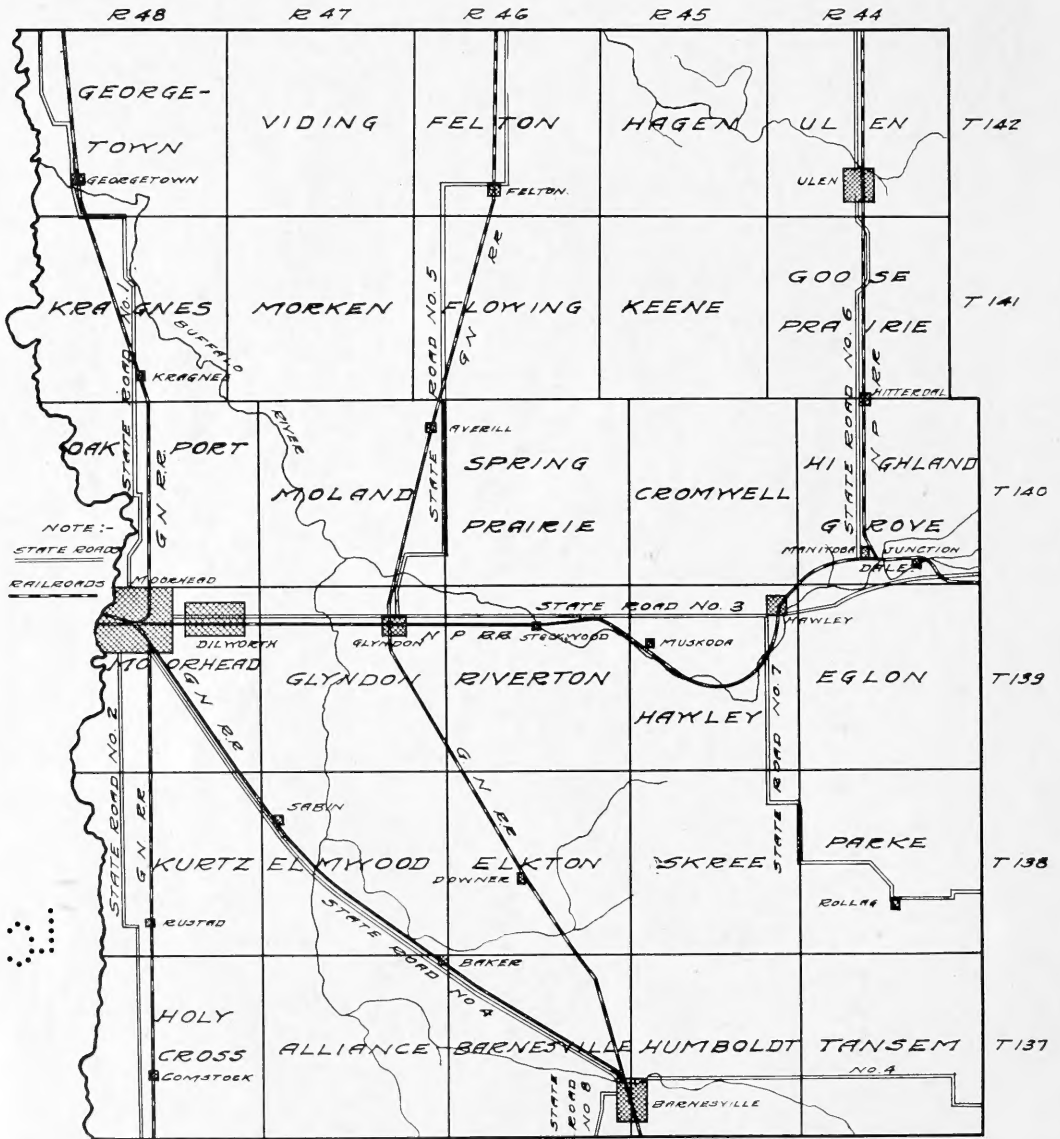 R 48 R 47 R 46 R 45 R 44
GEORGE-
TOWN
GEORGETOWN
VIDING
FELTON
FELTON.
HAGEN
ULEN
ULEN
T 142
KRAGNES
STATE ROAD No. 1
KRAGNES
BUFFALO
RIVER
MORKEN
STATE ROAD NO. 5
FLOWING
G N RR
KEENE
GOOSE
PRAIRIE
STATE ROAD NO. 6
N P RR
HITTERDAL
T 141
OAK PORT
G N R.R.
MOLAND
AVERILL
SPRING
PRAIRIE
CROMWELL
HIGHLAND
GROVE
MANITOBA JUNCTION
DALE
T 140
NOTE:-
STATE ROADS
RAILROADS
MOORHEAD
DILWORTH
MOORHEAD
GLYNDON
N P RR
STATE ROAD No. 3
STOCKWOOD
MUSKODA
HAWLEY
GLYNDON
RIVERTON
HAWLEY
EGLON
T 139
STATE ROAD NO. 2
G N RR
G N R.R
G. N R.R
STATE ROAD NO. 7
SABIN
KURTZ
ELMWOOD
ELKTON
DOWNER
SKREE
PARKE
ROLLAG
T 138
RUSTAD
STATE ROAD NO 4
BAKER
HOLY
CROSS
COMSTOCK
ALLIANCE
BARNESVILLE
HUMBOLDT
TANSEM
NO. 4
T 137
STATE
ROAD
NO 8
BARNESVILLE